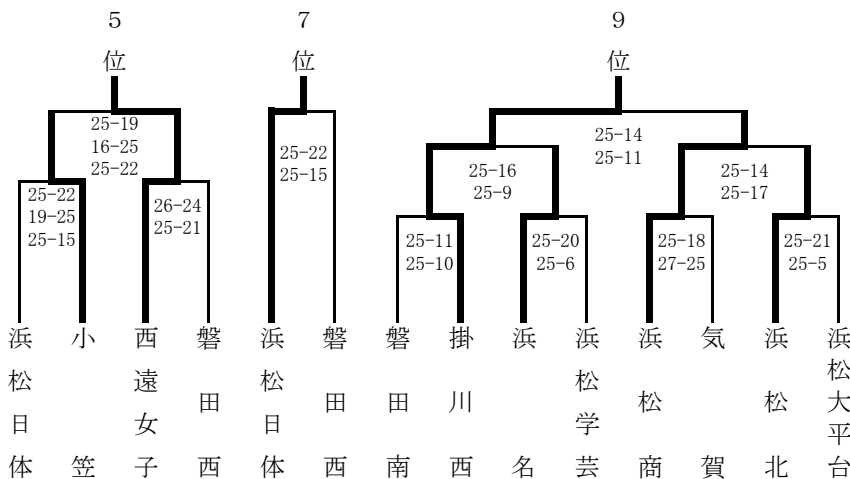 ５
位
７
位
９
位
25-19
16-25
25-22
25-22
19-25
25-15
26-24
25-21
25-22
25-15
25-14
25-11
25-16
25-9
25-14
25-17
25-11
25-10
25-20
25-6
25-18
27-25
25-21
25-5
浜松日体
小笠
西遠女子
磐田西
浜松日体
磐田西
磐田南
掛川西
浜名
浜松学芸
浜松商
気賀
浜松北
浜松大平台